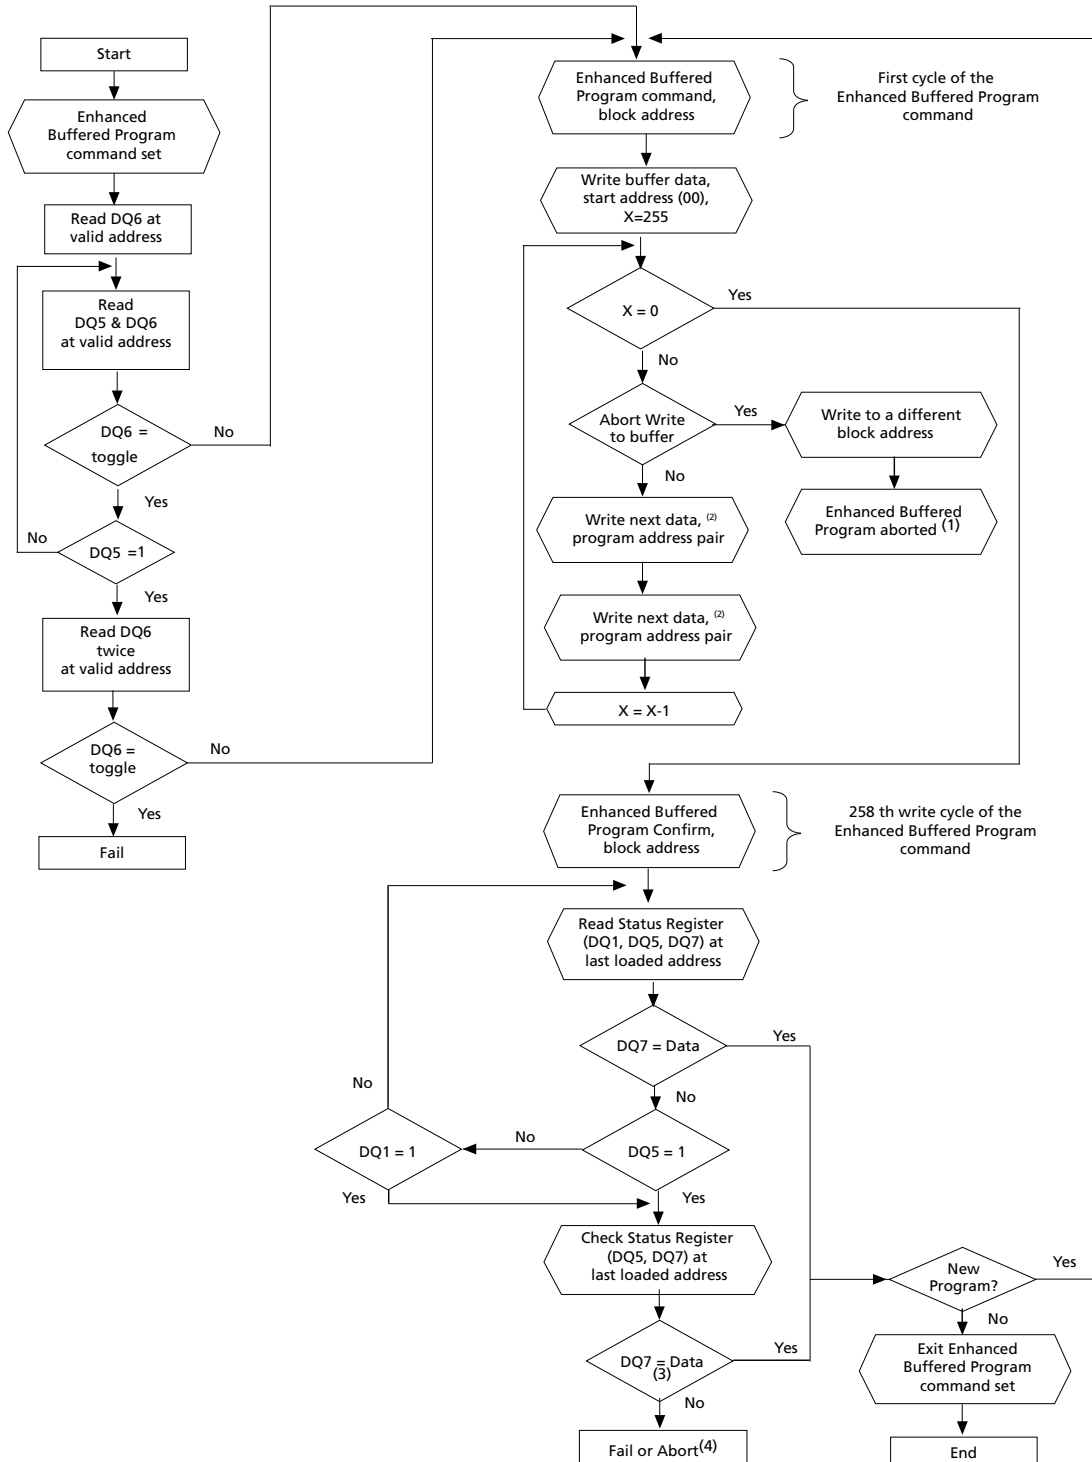 Start
Enhanced
Buffered Program
command set
Read DQ6 at
valid address
Read
DQ5 & DQ6
at valid address
DQ6 =
toggle
No
Yes
DQ5 =1
No
Yes
Read DQ6
twice
at valid address
DQ6 =
toggle
No
Yes
Fail
Enhanced Buffered
Program command,
block address
First cycle of the
Enhanced Buffered Program
command
Write buffer data,
start address (00),
X=255
X = 0
Yes
No
Abort Write
to buffer
Yes
Write to a different
block address
Enhanced Buffered
Program aborted (1)
No
Write next data, (2)
program address pair
Write next data, (2)
program address pair
X = X-1
Enhanced Buffered
Program Confirm,
block address
258 th write cycle of the
Enhanced Buffered Program
command
Read Status Register
(DQ1, DQ5, DQ7) at
last loaded address
DQ7 = Data
Yes
No
DQ5 = 1
No
DQ1 = 1
No
Yes
Yes
Check Status Register
(DQ5, DQ7) at
last loaded address
DQ7 = Data
(3)
Yes
No
Fail or Abort(4)
New
Program?
Yes
No
Exit Enhanced
Buffered Program
command set
End